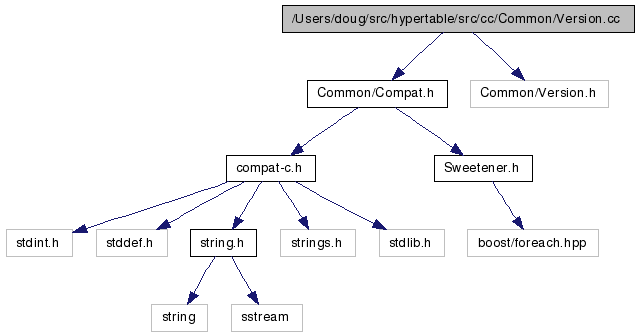 /Users/doug/src/hypertable/src/cc/Common/Version.cc
Common/Compat.h
Common/Version.h
compat-c.h
Sweetener.h
stdint.h
stddef.h
string.h
strings.h
stdlib.h
boost/foreach.hpp
string
sstream